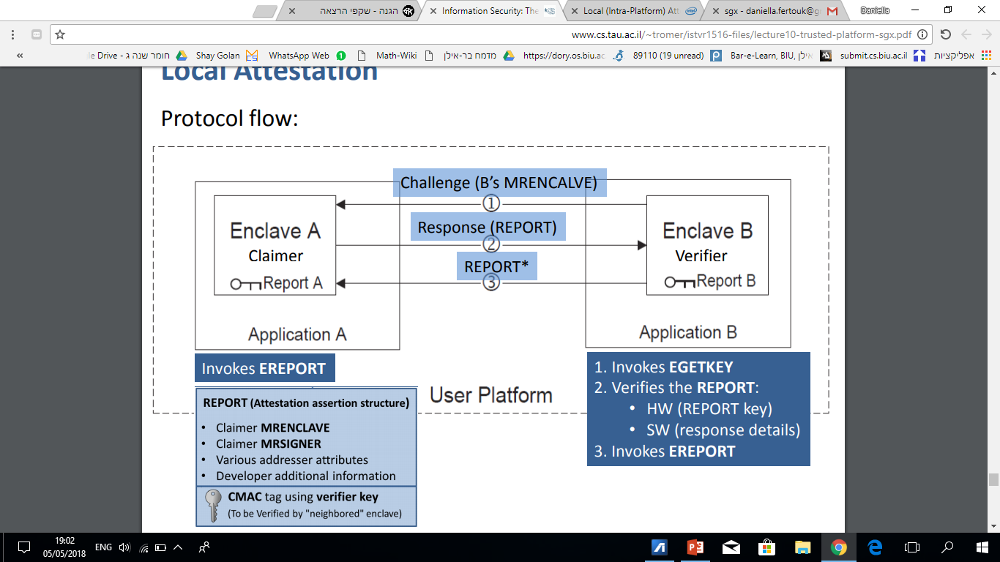 הגנה - שקפי הרצאה
Information Security: The
Local (Intra-Platform) Att
sgx - daniella.fertouk@g
Daniella
www.cs.tau.ac.il/~tromer/istvr1516-files/lecture10-trusted-platform-sgx.pdf
« le Drive - חומר שנה ג Shay Golan WhatsApp Web Math-Wiki מדמח בר-אילן https://dory.os.biu.ac 89110 (19 unread) Bar-e-Learn, BIU, אילן submit.cs.biu.ac.il אפליקציות
Local Attestation
Protocol flow:
Challenge (B's MRENCALVE)
1
Response (REPORT)
2
REPORT*
3
Enclave A
Claimer
Report A
Application A
Enclave B
Verifier
Report B
Application B
Invokes EREPORT
User Platform
REPORT (Attestation assertion structure)
• Claimer MRENCLAVE
• Claimer MRSIGNER
• Various addresser attributes
• Developer additional information
CMAC tag using verifier key
(To be Verified by "neighbored" enclave)
1. Invokes EGETKEY
2. Verifies the REPORT:
• HW (REPORT key)
• SW (response details)
3. Invokes EREPORT
19:02
05/05/2018
ENG